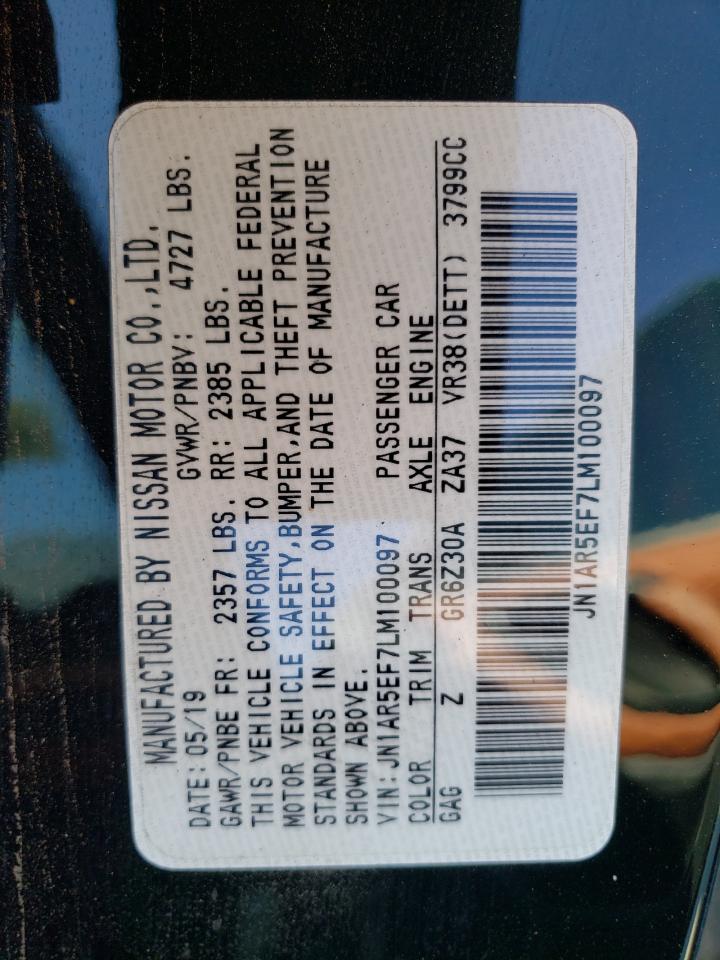 MANUFACTURED BY NISSAN MOTOR CO.,LTD.
DATE: 05/19 GVWR/PNBV: 4727 LBS.
GAWR/PNBE FR: 2357 LBS. RR: 2385 LBS.
THIS VEHICLE CONFORMS TO ALL APPLICABLE FEDERAL
MOTOR VEHICLE SAFETY,BUMPER,AND THEFT PREVENTION
STANDARDS IN EFFECT ON THE DATE OF MANUFACTURE
SHOWN ABOVE.
VIN:JN1AR5EF7LM100097 PASSENGER CAR
COLOR TRIM TRANS AXLE ENGINE
GAG Z GR6Z30A ZA37 VR38(DETT) 3799CC
JN1AR5EF7LM100097